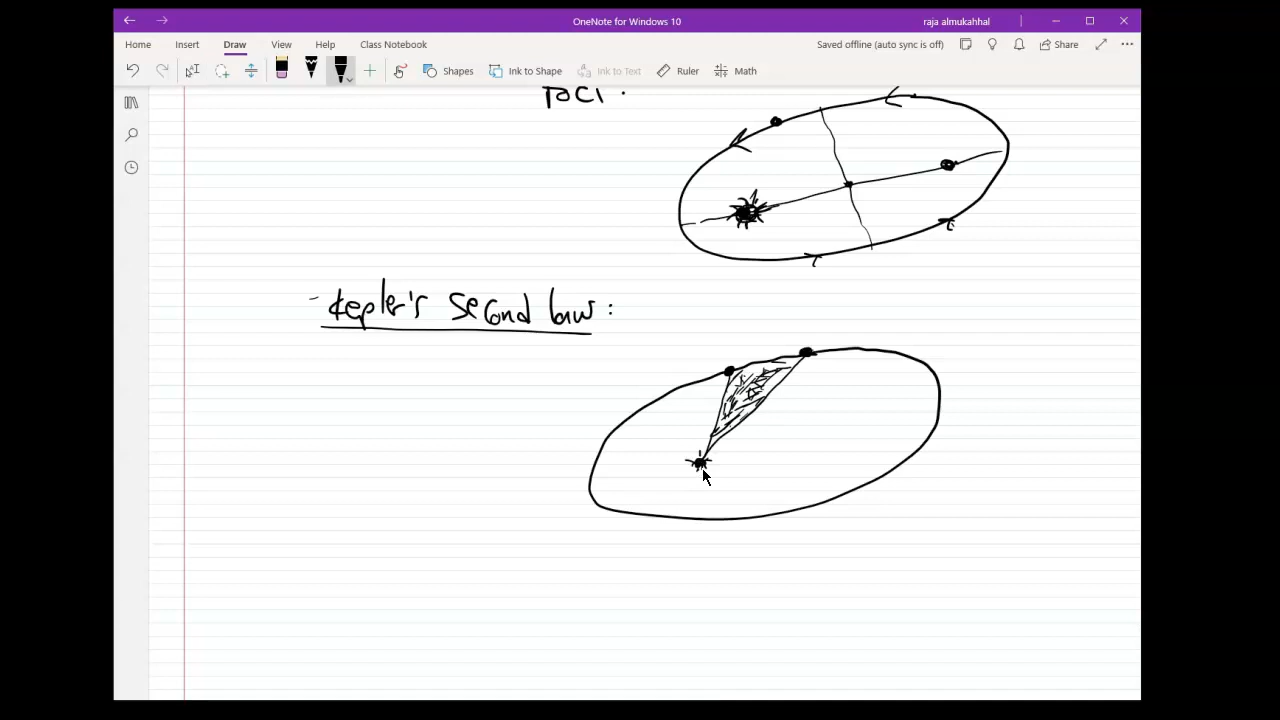 OneNote for Windows 10
raja almukahhal
Home Insert Draw View Help Class Notebook
Saved offline (auto sync is off)
Share
Shapes
Ink to Shape
Ink to Text
Ruler
Math
Foci.
- Kepler's Second law: